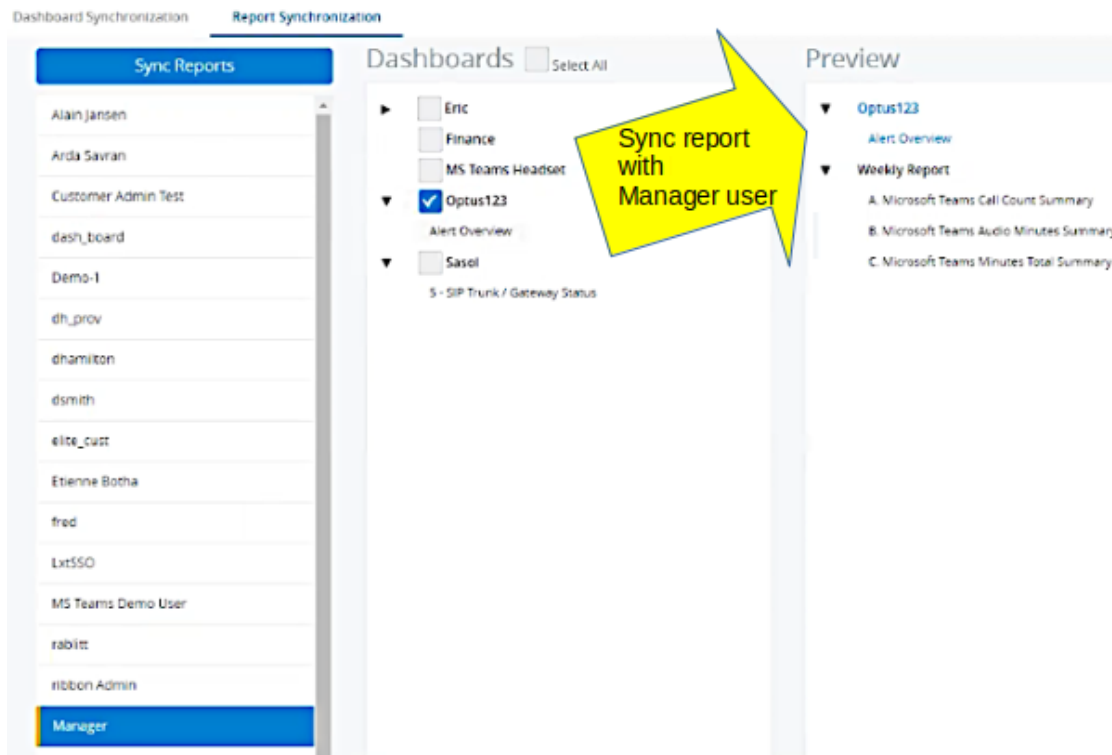 Dashboard Synchronization
Report Synchronization
Sync Reports
Alain Jansen
Arda Savran
Customer Admin Test
dash_board
Demo-1
dh_prov
dhamilton
dsmith
elite_cust
Etienne Botha
fred
LxtSSO
MS Teams Demo User
rablitt
ribbon Admin
Manager
Dashboards
Select All
Eric
Finance
MS Teams Headset
Optus123
Alert Overview
Sasol
S - SIP Trunk / Gateway Status
Sync report
with
Manager user
Preview
Optus123
Alert Overview
Weekly Report
A. Microsoft Teams Call Count Summary
B. Microsoft Teams Audio Minutes Summary
C. Microsoft Teams Minutes Total Summary